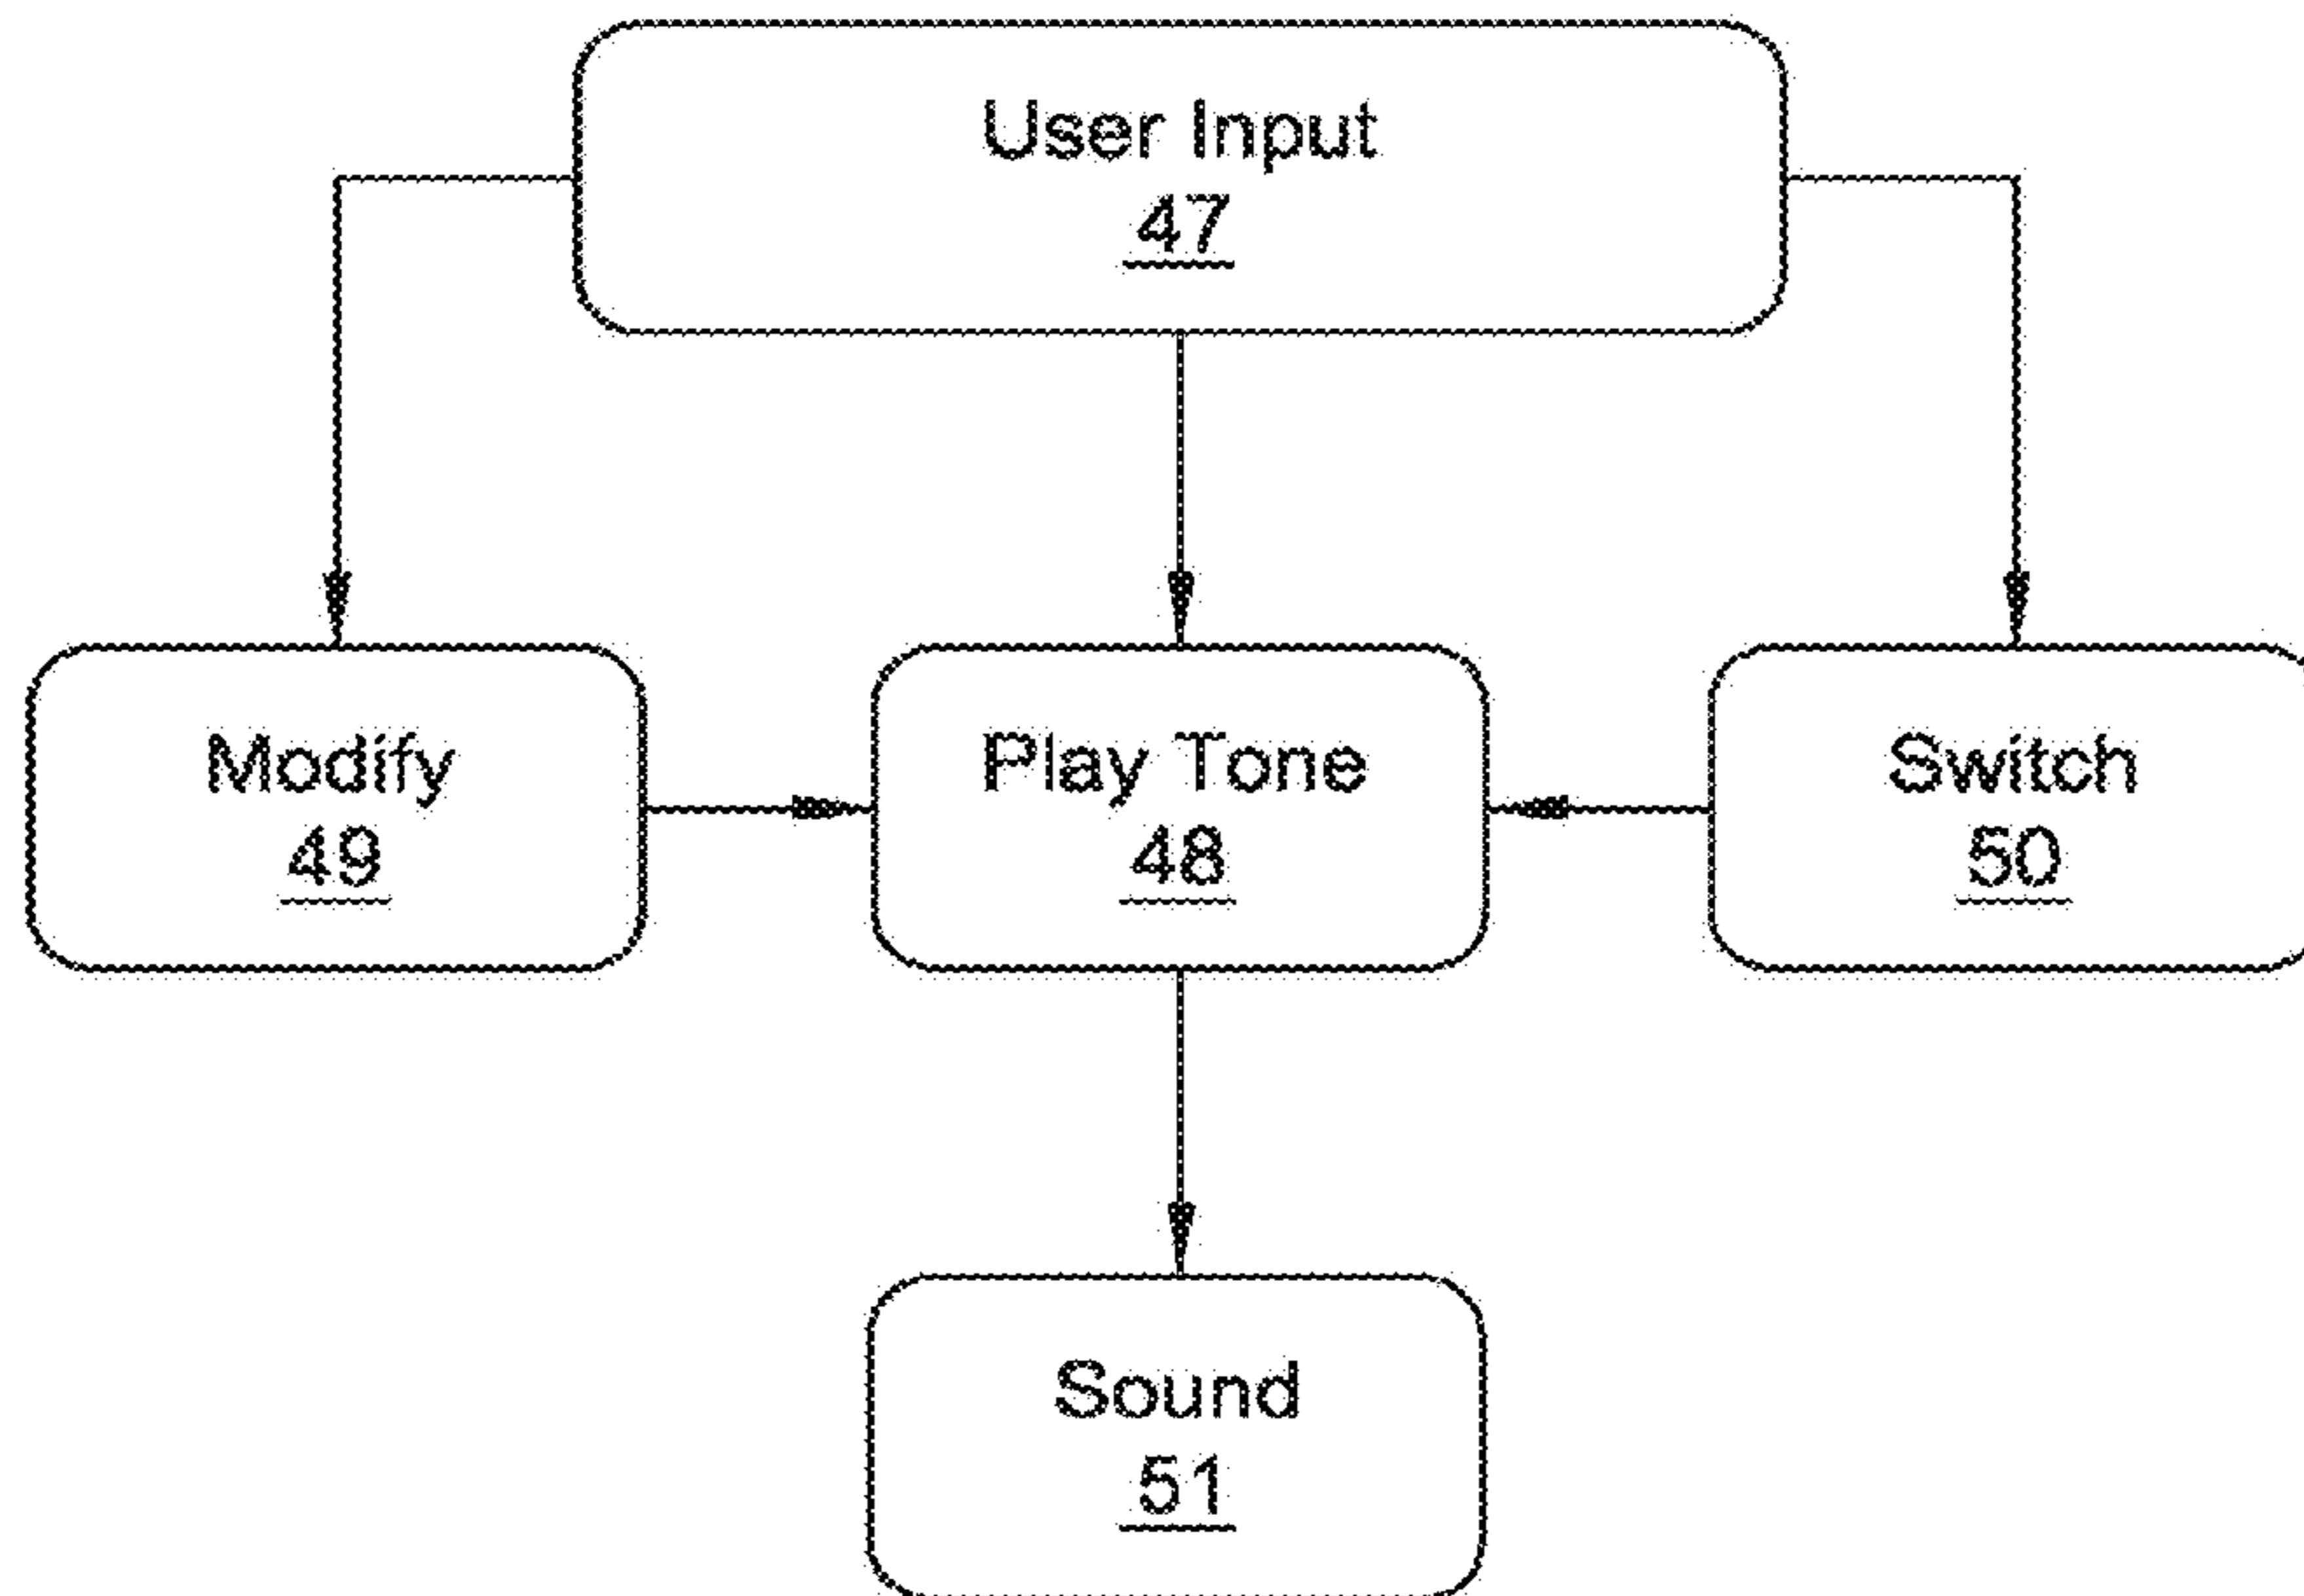 User Input
47
Modify
49
Play Tone
48
Switch
50
Sound
51